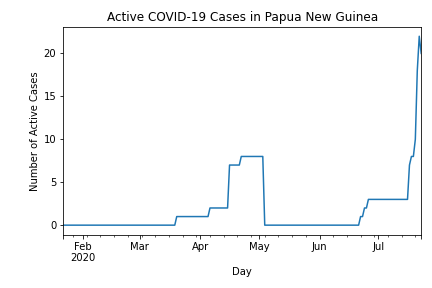 Active COVID-19 Cases in Papua New Guinea
Number of Active Cases
20
15
10
5
0
Feb
2020
Mar
Apr
May
Jun
Jul
Day